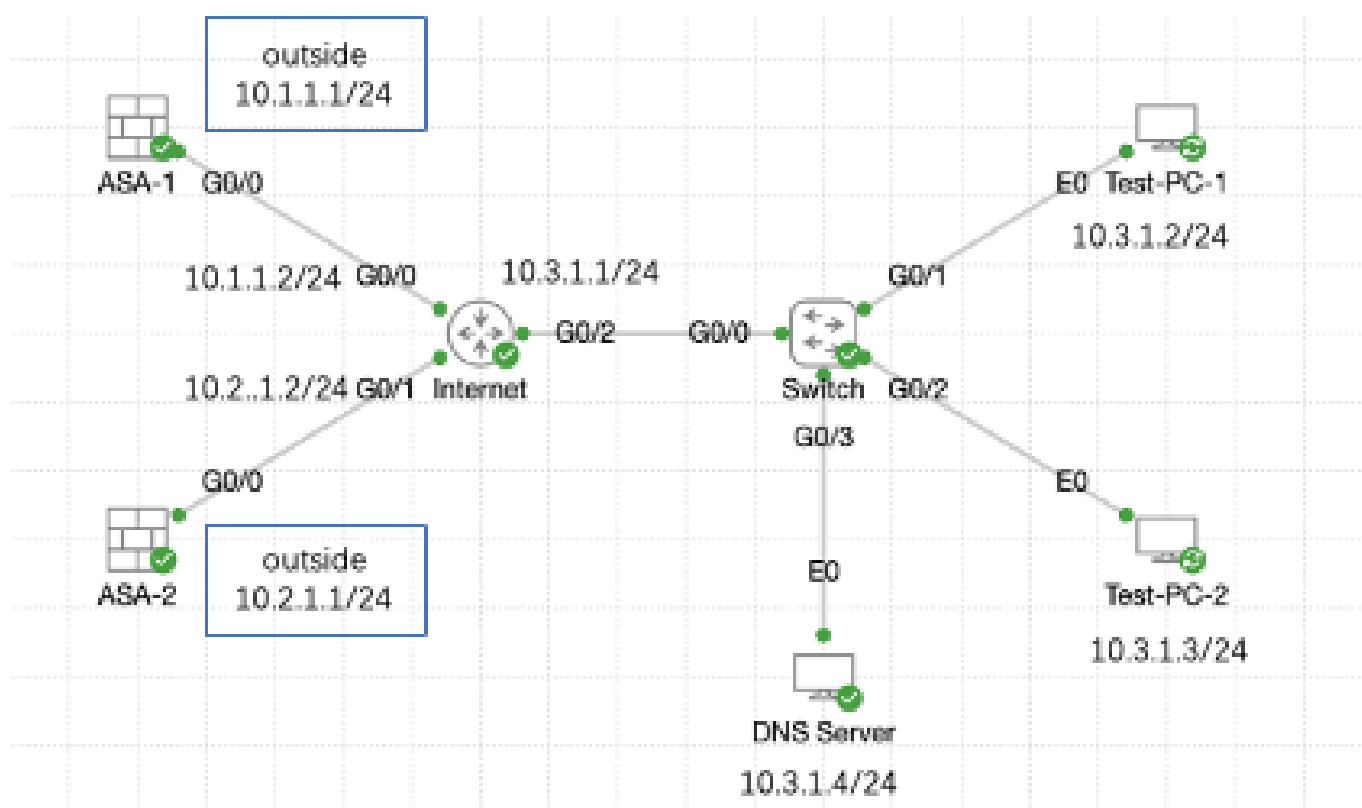 outside
10.1.1.1/24
ASA-1
G0/0
E0
Test-PC-1
10.3.1.2/24
10.1.1.2/24
G0/0
10.3.1.1/24
G0/1
G0/2
G0/0
10.2..1.2/24
G0/1
Internet
Switch
G0/2
G0/3
G0/0
E0
outside
10.2.1.1/24
ASA-2
E0
Test-PC-2
10.3.1.3/24
DNS Server
10.3.1.4/24